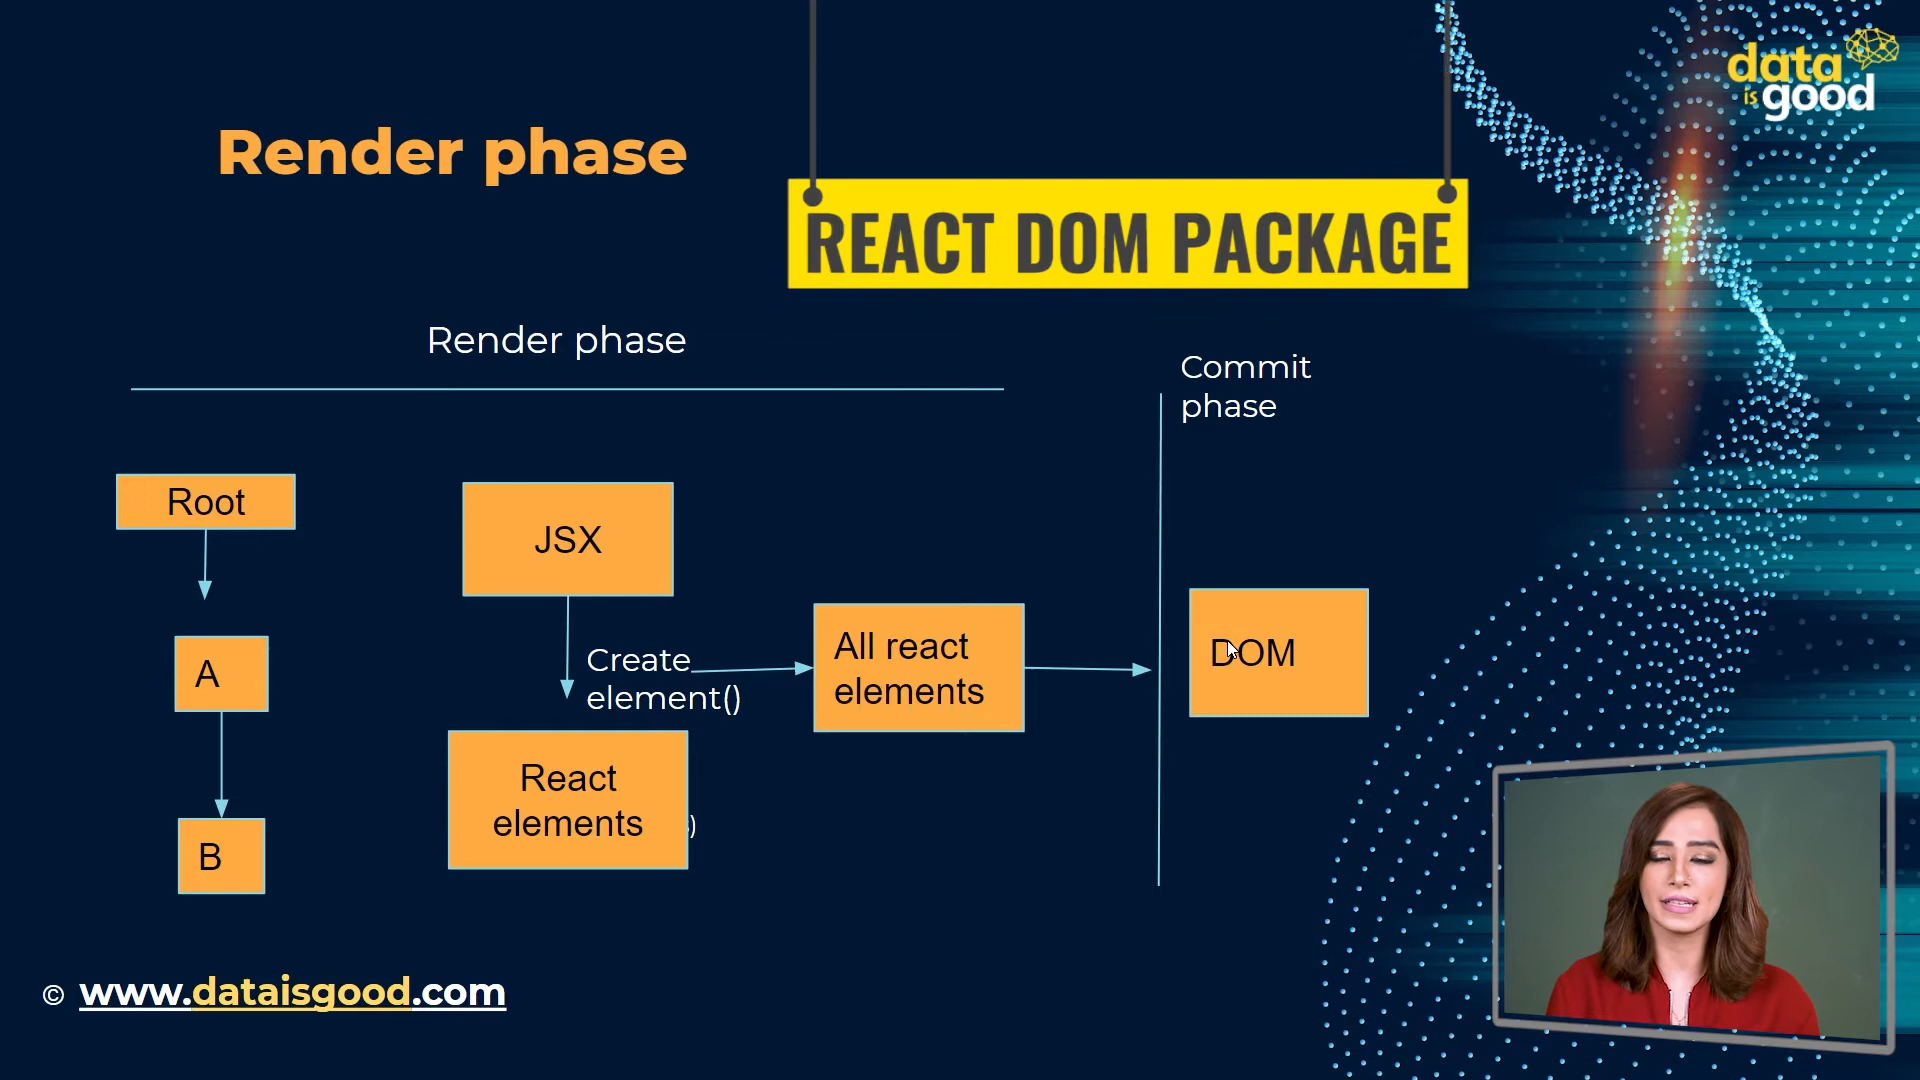 data
is good
Render phase
REACT DOM PACKAGE
Render phase
Commit
phase
Root
JSX
A
Create
element()
All react
elements
DOM
React
elements
)
B
© www.dataisgood.com